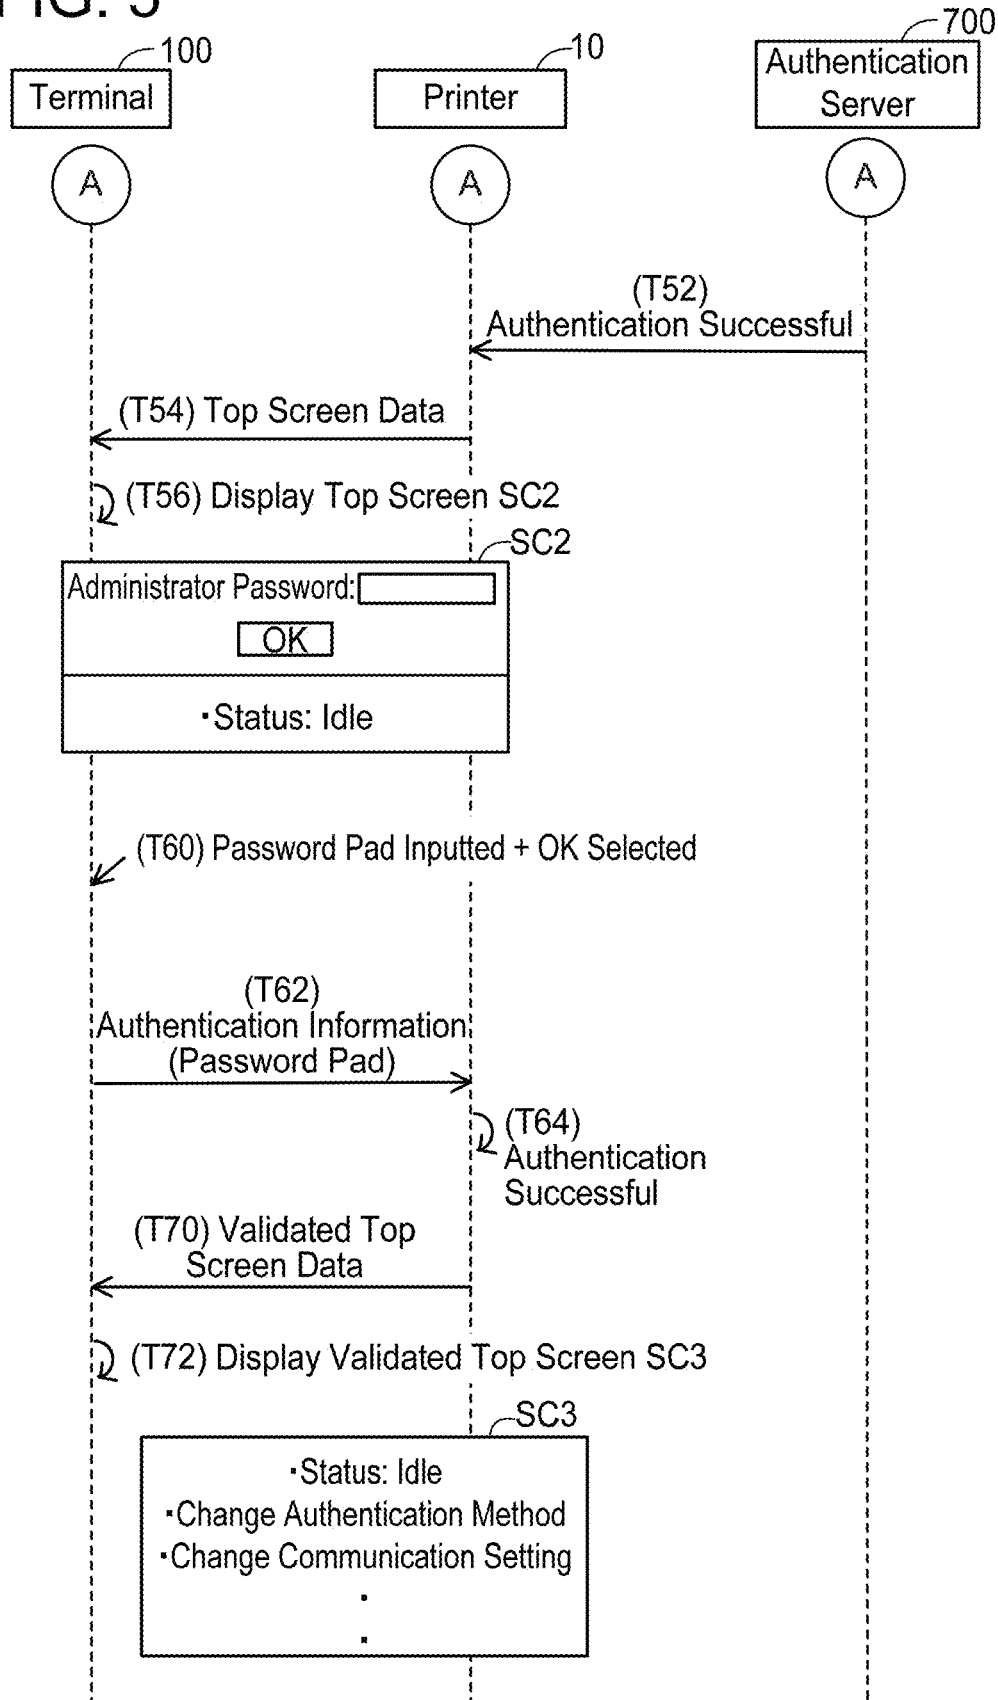 100
10
700
Terminal
Printer
Authentication
Server
A
A
A
(T52)
Authentication Successful
(T54) Top Screen Data
(T56) Display Top Screen SC2
SC2
Administrator Password:
OK
·Status: Idle
(T60) Password Pad Inputted + OK Selected
(T62)
Authentication Information
(Password Pad)
(T64)
Authentication
Successful
(T70) Validated Top
Screen Data
(T72) Display Validated Top Screen SC3
SC3
·Status: Idle
·Change Authentication Method
·Change Communication Setting
·
·